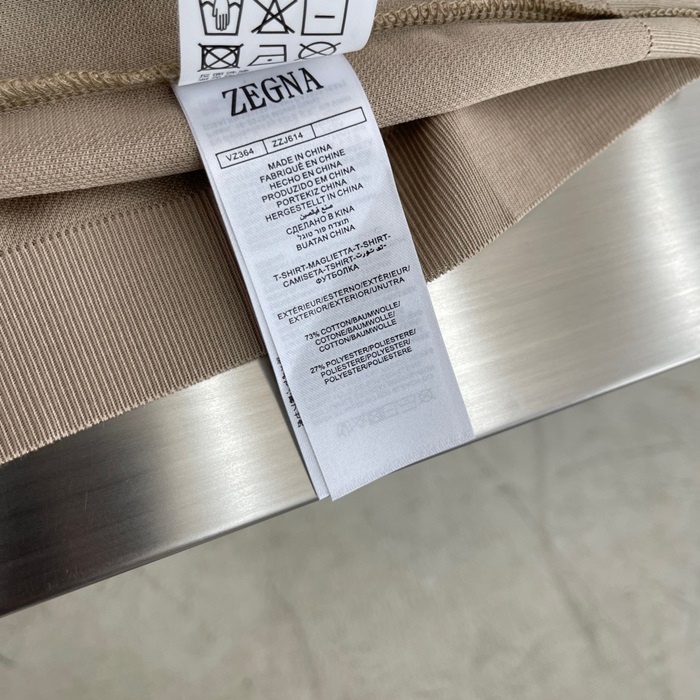 ZEGNA
VZ364 ZZJ614
MADE IN CHINA
FABRIQUÉ EN CHINE
HECHO EN CHINA
PRODUZIDO EM CHINA
PORTEKIZ CHINA
HERGESTELLT IN CHINA
СДЕЛАНО В KINA
BUATAN CHINA
T-SHIRT-MAGLIETTA-T-SHIRT-
CAMISETA-TSHIRT-
ФУТБОЛКА
EXTÉRIEUR/ESTERNO/EXTÉRIEUR/
EXTERIOR/EXTERIOR/UNUTRA
73% COTTON/BAUMWOLLE/
COTONE/BAUMWOLLE/
COTTON/BAUMWOLLE
27% POLYESTER/POLIESTERE/
POLIESTERE/POLYESTER/
POLYESTER/POLIESTERE